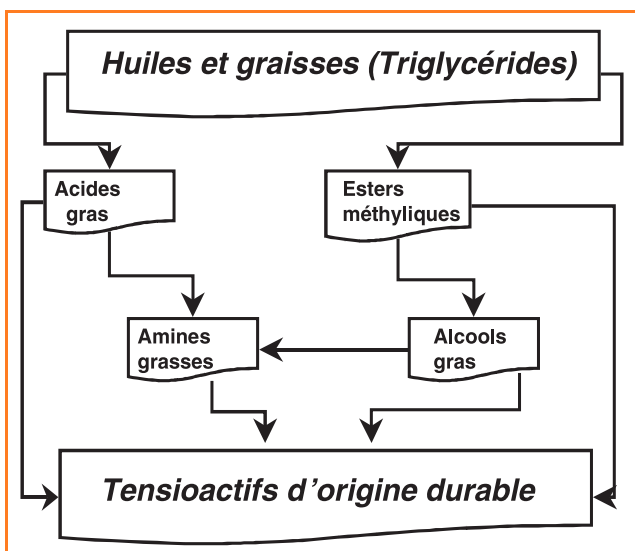 Huiles et graisses (Triglycérides)
Acides
gras
Esters
méthyliques
Amines
grasses
Alcools
gras
Tensioactifs d'origine durable